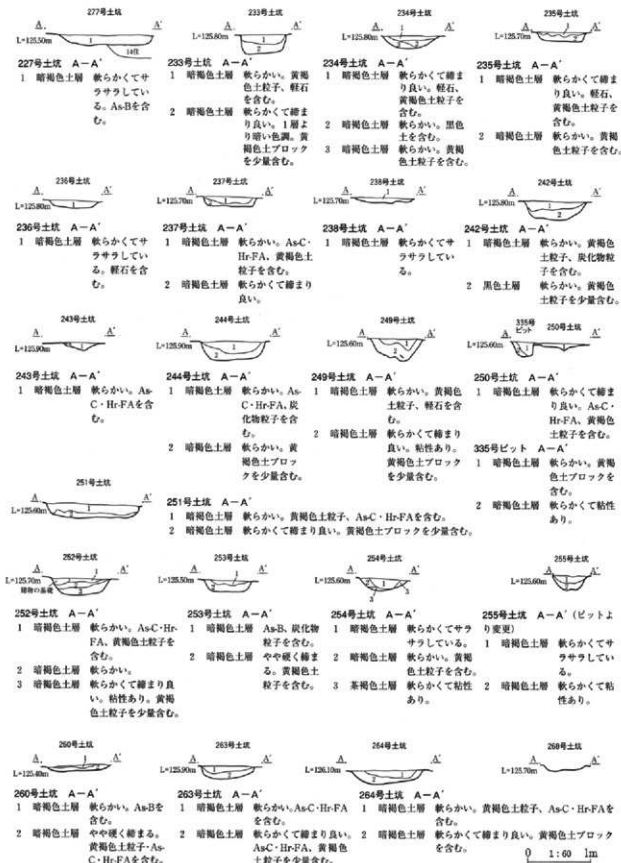 277号土坑
A A′
L=125.50m
1
14住
227号土坑 A－A′
1 暗褐色土層 軟らかくてサ
ラサラしてい
る。As-Bを含
む。
233号土坑
A A′
L=125.80m
1
2
233号土坑 A－A′
1 暗褐色土層 軟らかい。黄褐
色土粒子、軽石
を含む。
2 暗褐色土層 軟らかくて締ま
り良い。1層よ
り暗い色調。黄
褐色土ブロック
を少量含む。
234号土坑
A A′
L=125.80m
234号土坑 A－A′
1 暗褐色土層 軟らかくて締ま
り良い。軽石、
黄褐色土粒子を
含む。
2 暗褐色土層 軟らかい。黒色
土を含む。
3 暗褐色土層 軟らかい。黄褐
色土粒子を含む。
235号土坑
A A′
L=125.70m
235号土坑 A－A′
1 暗褐色土層 軟らかくて締ま
り良い。軽石、
黄褐色土粒子を
含む。
2 暗褐色土層 軟らかい。黄褐
色土粒子を含む。
236号土坑
A A′
L=125.80m
1
236号土坑 A－A′
1 暗褐色土層 軟らかくてサ
ラサラしてい
る。軽石を含
む。
237号土坑
A A′
L=125.70m
237号土坑 A－A′
1 暗褐色土層 軟らかい。As-C・
Hr-FA、黄褐色土
粒子を含む。
2 暗褐色土層 軟らかくて締まり
良い。
238号土坑
A 1 A′
L=125.70m
238号土坑 A－A′
1 暗褐色土層 軟らかくてサ
ラサラしてい
る。
242号土坑
A A′
L=125.80m
1
2
242号土坑 A－A′
1 暗褐色土層 軟らかい。黄褐色
土粒子、炭化物粒
子を含む。
2 黒色土層 軟らかい。黄褐色
土粒子を少量含む。
243号土坑
A A′
L=125.90m
1
243号土坑 A－A′
1 暗褐色土層 軟らかい。As-
C・Hr-FAを含
む。
244号土坑
A A′
L=125.90m
1
2
244号土坑 A－A′
1 暗褐色土層 軟らかい。As-
C・Hr-FA、炭
化物粒子を含
む。
2 暗褐色土層 軟らかい。黄
褐色土ブロッ
クを少量含む。
249号土坑
A A′
L=125.60m
1
2
249号土坑 A－A′
1 暗褐色土層 軟らかい。黄褐色
土粒子、軽石を含
む。
2 暗褐色土層 軟らかくて締まり
良い。粘性あり。
黄褐色土ブロック
を少量含む。
335号
ピット
250号土坑
A A′
L=125.60m
250号土坑 A－A′
1 暗褐色土層 軟らかくて締ま
り良い。As-C・
Hr-FA、黄褐色
土粒子を含む。
335号ピット A－A′
1 暗褐色土層 軟らかい。黄褐
色土ブロックを
含む。
2 暗褐色土層 軟らかくて粘性
あり。
251号土坑
A A′
L=125.60m
1
251号土坑 A－A′
1 暗褐色土層 軟らかい。黄褐色土粒子、As-C・Hr-FAを含む。
2 暗褐色土層 軟らかくて締まり良い。黄褐色土ブロックを少量含む。
252号土坑
A A′
L=125.70m
建物の基礎
252号土坑 A－A′
1 暗褐色土層 軟らかい。As-C・Hr-
FA、黄褐色土粒子を
含む。
2 暗褐色土層 軟らかい。
3 暗褐色土層 軟らかくて締まり良
い。粘性あり。黄褐
色土粒子を少量含む。
253号土坑
A A′
L=125.50m
253号土坑 A－A′
1 暗褐色土層 As-B、炭化物
粒子を含む。
2 暗褐色土層 やや硬く締ま
る。黄褐色土
粒子を含む。
254号土坑
A A′
L=125.60m
3 3
254号土坑 A－A′
1 暗褐色土層 軟らかくてサラ
サラしている。
2 暗褐色土層 軟らかい。黄褐
色土粒子を含む。
3 茶褐色土層 軟らかくて粘性
あり。
255号土坑
A A′
L=125.60m
255号土坑 A－A′（ピットよ
り変更）
1 暗褐色土層 軟らかくてサ
ラサラしてい
る。
2 暗褐色土層 軟らかくて粘
性あり。
260号土坑
A A′
L=125.40m
260号土坑 A－A′
1 暗褐色土層 軟らかい。As-Bを
含む。
2 暗褐色土層 やや硬く締まる。
黄褐色土粒子・As-
C・Hr-FAを含む。
263号土坑
A A′
L=125.90m
263号土坑 A－A′
1 暗褐色土層 軟らかい。As-C・Hr-FA
を含む。
2 暗褐色土層 軟らかくて締まり良い。
As-C・Hr-FA、黄褐色
土粒子を少量含む。
264号土坑
A A′
L=126.10m
264号土坑 A－A′
1 暗褐色土層 軟らかい。黄褐色土粒子、As-C・Hr-FAを
含む。
2 暗褐色土層 軟らかくて締まり良い。黄褐色土ブロック
を含む。
268号土坑
A A′
L=125.70m
0 1:60 1m